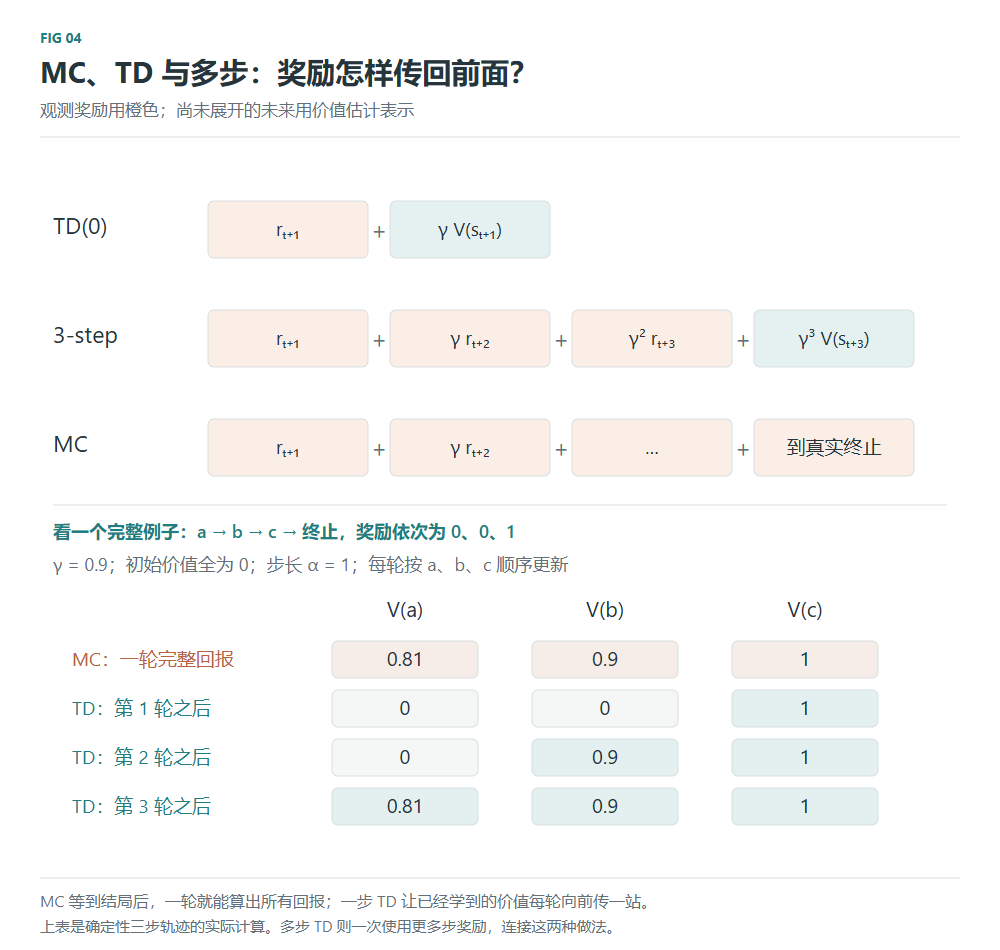 FIG 04
MC、TD 与多步：奖励怎样传回前面？
观测奖励用橙色；尚未展开的未来用价值估计表示
TD(0) rₜ₊₁ + γ V(sₜ₊₁)
3-step rₜ₊₁ + γ rₜ₊₂ + γ² rₜ₊₃ + γ³ V(sₜ₊₃)
MC rₜ₊₁ + γ rₜ₊₂ + … + 到真实终止
看一个完整例子：a → b → c → 终止，奖励依次为 0、0、1
γ = 0.9；初始价值全为 0；步长 α = 1；每轮按 a、b、c 顺序更新
V(a) V(b) V(c)
MC：一轮完整回报 0.81 0.9 1
TD：第 1 轮之后 0 0 1
TD：第 2 轮之后 0 0.9 1
TD：第 3 轮之后 0.81 0.9 1
MC 等到结局后，一轮就能算出所有回报；一步 TD 让已经学到的价值每轮向前传一站。
上表是确定性三步轨迹的实际计算。多步 TD 则一次使用更多步奖励，连接这两种做法。